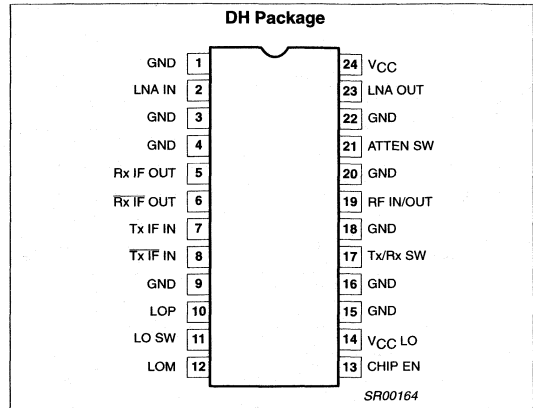 DH Package
GND 1 24 VCC
LNA IN 2 23 LNA OUT
GND 3 22 GND
GND 4 21 ATTEN SW
Rx IF OUT 5 20 GND
Rx IF OUT 6 19 RF IN/OUT
Tx IF IN 7 18 GND
Tx IF IN 8 17 Tx/Rx SW
GND 9 16 GND
LOP 10 15 GND
LO SW 11 14 VCC LO
LOM 12 13 CHIP EN
SR00164